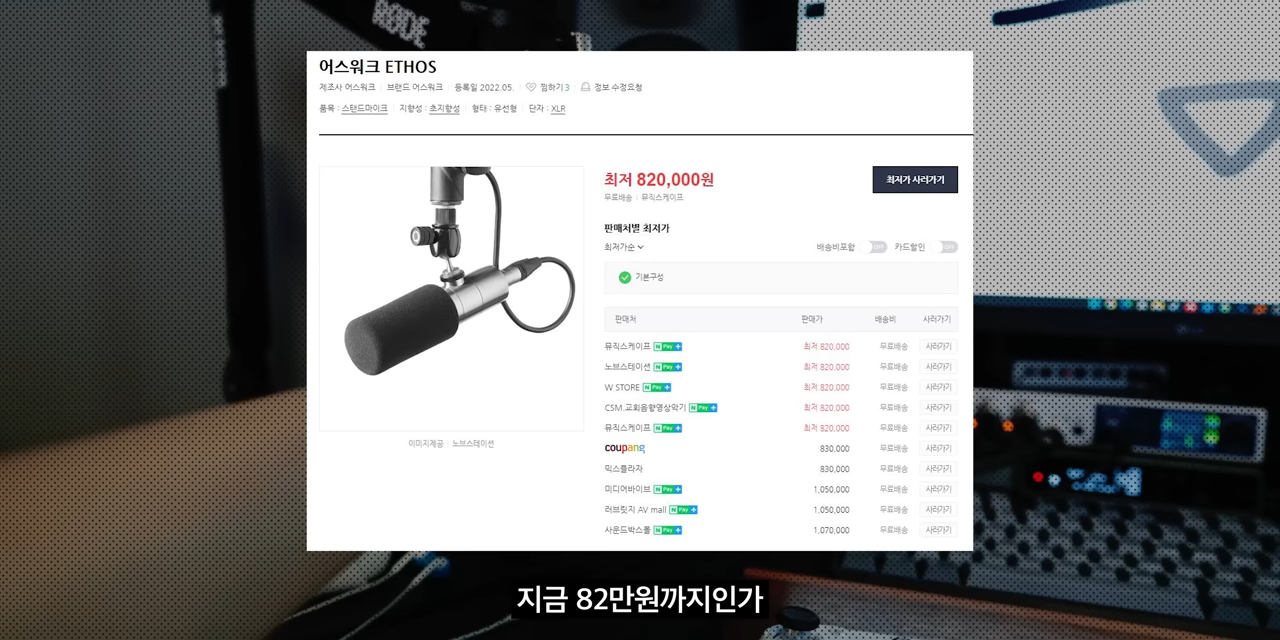 RØDE
어스워크 ETHOS
제조사 어스워크 브랜드 어스워크 등록일 2022.05. 찜하기 3 정보 수정요청
품목 : 스탠드마이크 지향성 : 초지향성 형태 : 유선형 단자 : XLR
최저 820,000원
최저가 사러가기
무료배송 뮤직스케이프
판매처별 최저가
최저가순
배송비포함 OFF 카드할인 OFF
기본구성
판매처 판매가 배송비 사러가기
뮤직스케이프 N Pay + 최저 820,000 무료배송 사러가기
노브스테이션 N Pay + 최저 820,000 무료배송 사러가기
W STORE N Pay + 최저 820,000 무료배송 사러가기
CSM.교회음향영상악기 N Pay + 최저 820,000 무료배송 사러가기
뮤직스케이프 N Pay + 최저 820,000 무료배송 사러가기
coupang 830,000 무료배송 사러가기
믹스플라자 830,000 무료배송 사러가기
미디어바이브 N Pay + 1,050,000 무료배송 사러가기
러브릿지 AV mall N Pay + 1,050,000 무료배송 사러가기
사운드박스몰 N Pay + 1,070,000 무료배송 사러가기
이미지제공 노브스테이션
지금 82만원까지인가